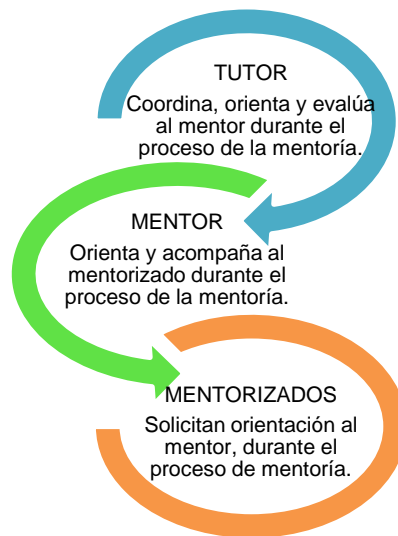 TUTOR
Coordina, orienta y evalúa
al mentor durante el
proceso de la mentoría.
MENTOR
Orienta y acompaña al
mentorizado durante el
proceso de la mentoría.
MENTORIZADOS
Solicitan orientación al
mentor, durante el
proceso de mentoría.